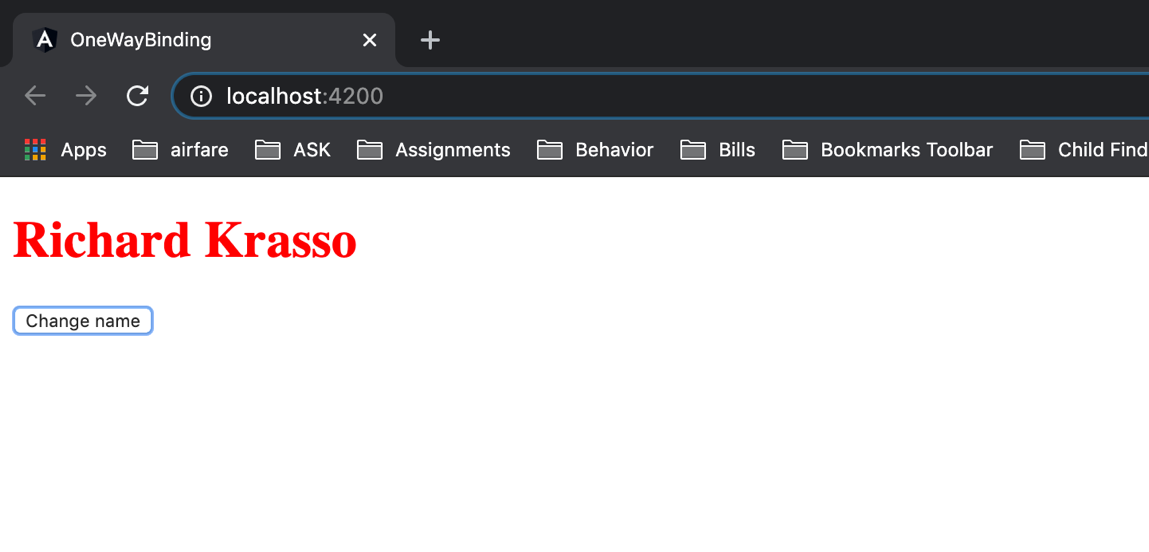 OneWayBinding
localhost:4200
Apps airfare ASK Assignments Behavior Bills Bookmarks Toolbar Child Find
Richard Krasso
Change name